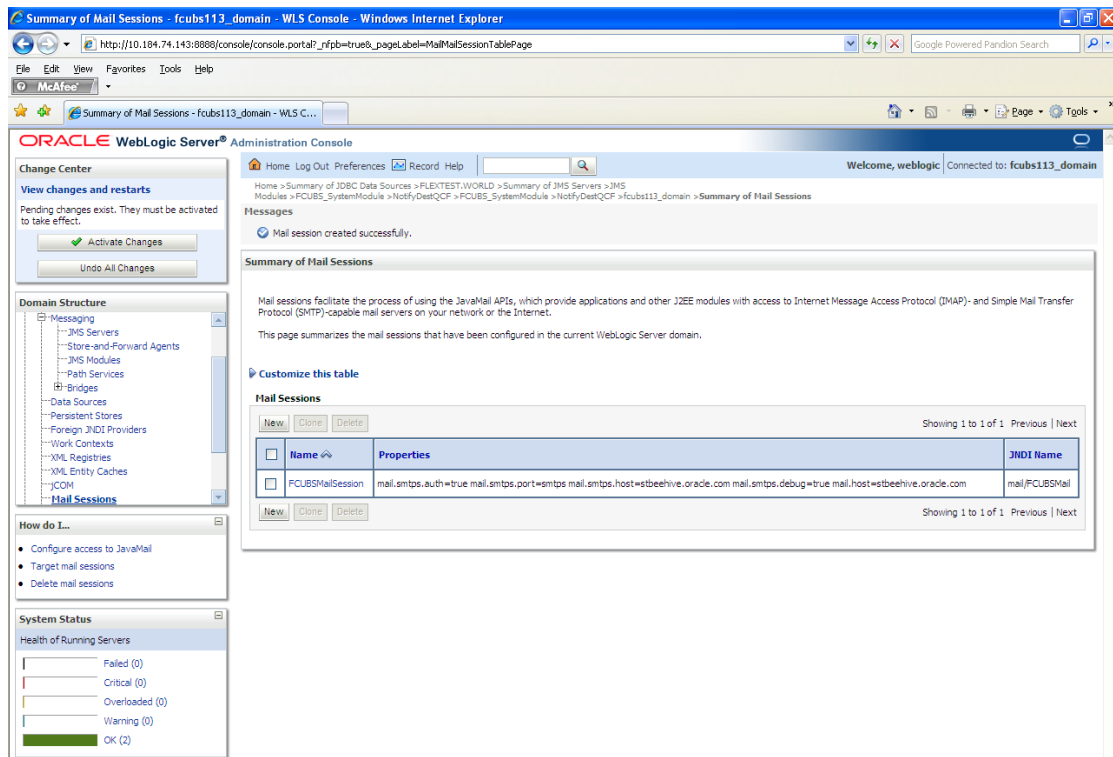 Summary of Mail Sessions - fcubs113_domain - WLS Console - Windows Internet Explorer
http://10.184.74.143:8888/console/console.portal?_nfpb=true&_pageLabel=MailMailSessionTablePage
Google Powered Pandion Search
File Edit View Favorites Tools Help
McAfee
Summary of Mail Sessions - fcubs113_domain - WLS C...
Page Tools
ORACLE WebLogic Server® Administration Console
Change Center
View changes and restarts
Pending changes exist. They must be activated
to take effect.
Activate Changes
Undo All Changes
Domain Structure
Messaging
JMS Servers
Store-and-Forward Agents
JMS Modules
Path Services
Bridges
Data Sources
Persistent Stores
Foreign JNDI Providers
Work Contexts
XML Registries
XML Entity Caches
jCOM
Mail Sessions
How do I...
Configure access to JavaMail
Target mail sessions
Delete mail sessions
System Status
Health of Running Servers
Failed (0)
Critical (0)
Overloaded (0)
Warning (0)
OK (2)
Home Log Out Preferences Record Help
Welcome, weblogic Connected to: fcubs113_domain
Home >Summary of JDBC Data Sources >FLEXTEST.WORLD >Summary of JMS Servers >JMS
Modules >FCUBS_SystemModule >NotifyDestQCF >FCUBS_SystemModule >NotifyDestQCF >fcubs113_domain >Summary of Mail Sessions
Messages
Mail session created successfully.
Summary of Mail Sessions
Mail sessions facilitate the process of using the JavaMail APIs, which provide applications and other J2EE modules with access to Internet Message Access Protocol (IMAP)- and Simple Mail Transfer
Protocol (SMTP)-capable mail servers on your network or the Internet.
This page summarizes the mail sessions that have been configured in the current WebLogic Server domain.
Customize this table
Mail Sessions
New Clone Delete
Showing 1 to 1 of 1 Previous | Next
Name Properties JNDI Name
FCUBSMailSession mail.smtps.auth=true mail.smtps.port=smtps mail.smtps.host=stbeehive.oracle.com mail.smtps.debug=true mail.host=stbeehive.oracle.com mail/FCUBSMail
New Clone Delete
Showing 1 to 1 of 1 Previous | Next